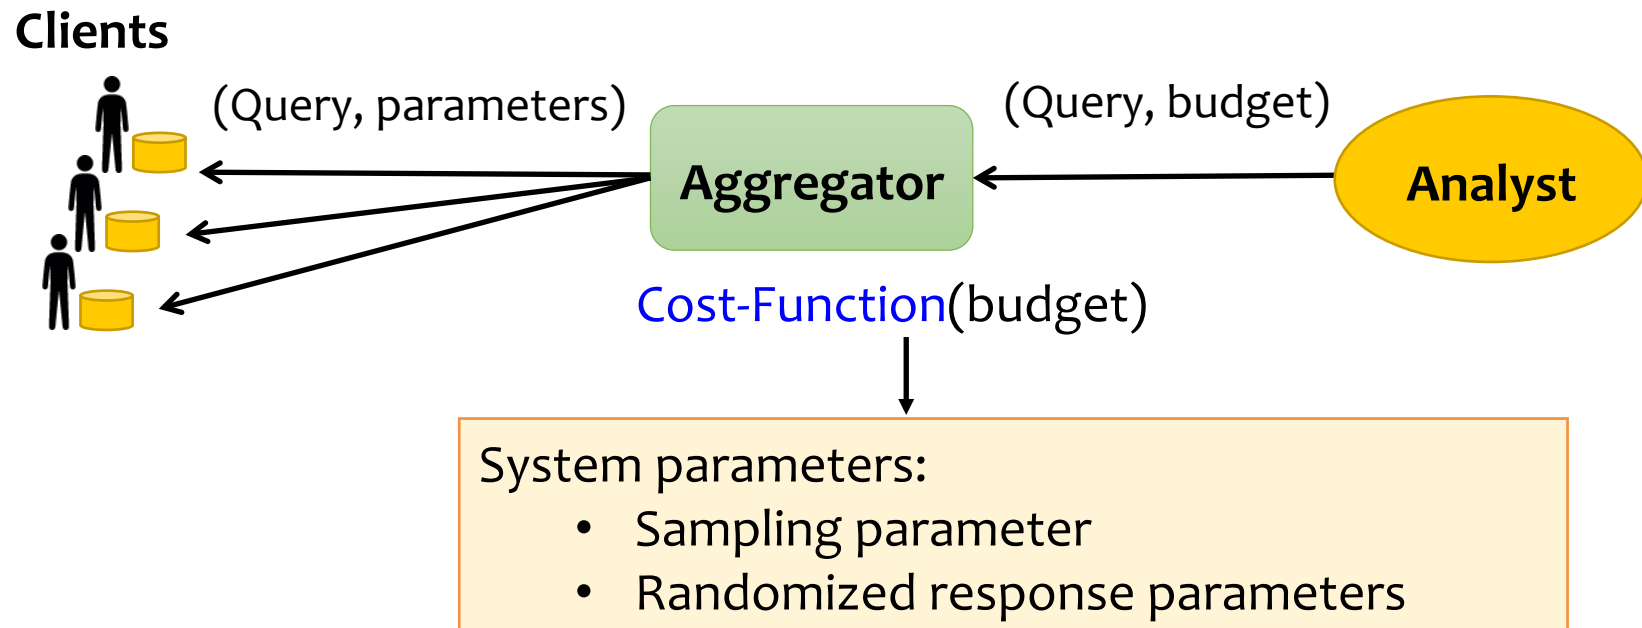 Clients
(Query, parameters)
(Query, budget)
Aggregator
Analyst
Cost-Function(budget)
System parameters:
• Sampling parameter
• Randomized response parameters